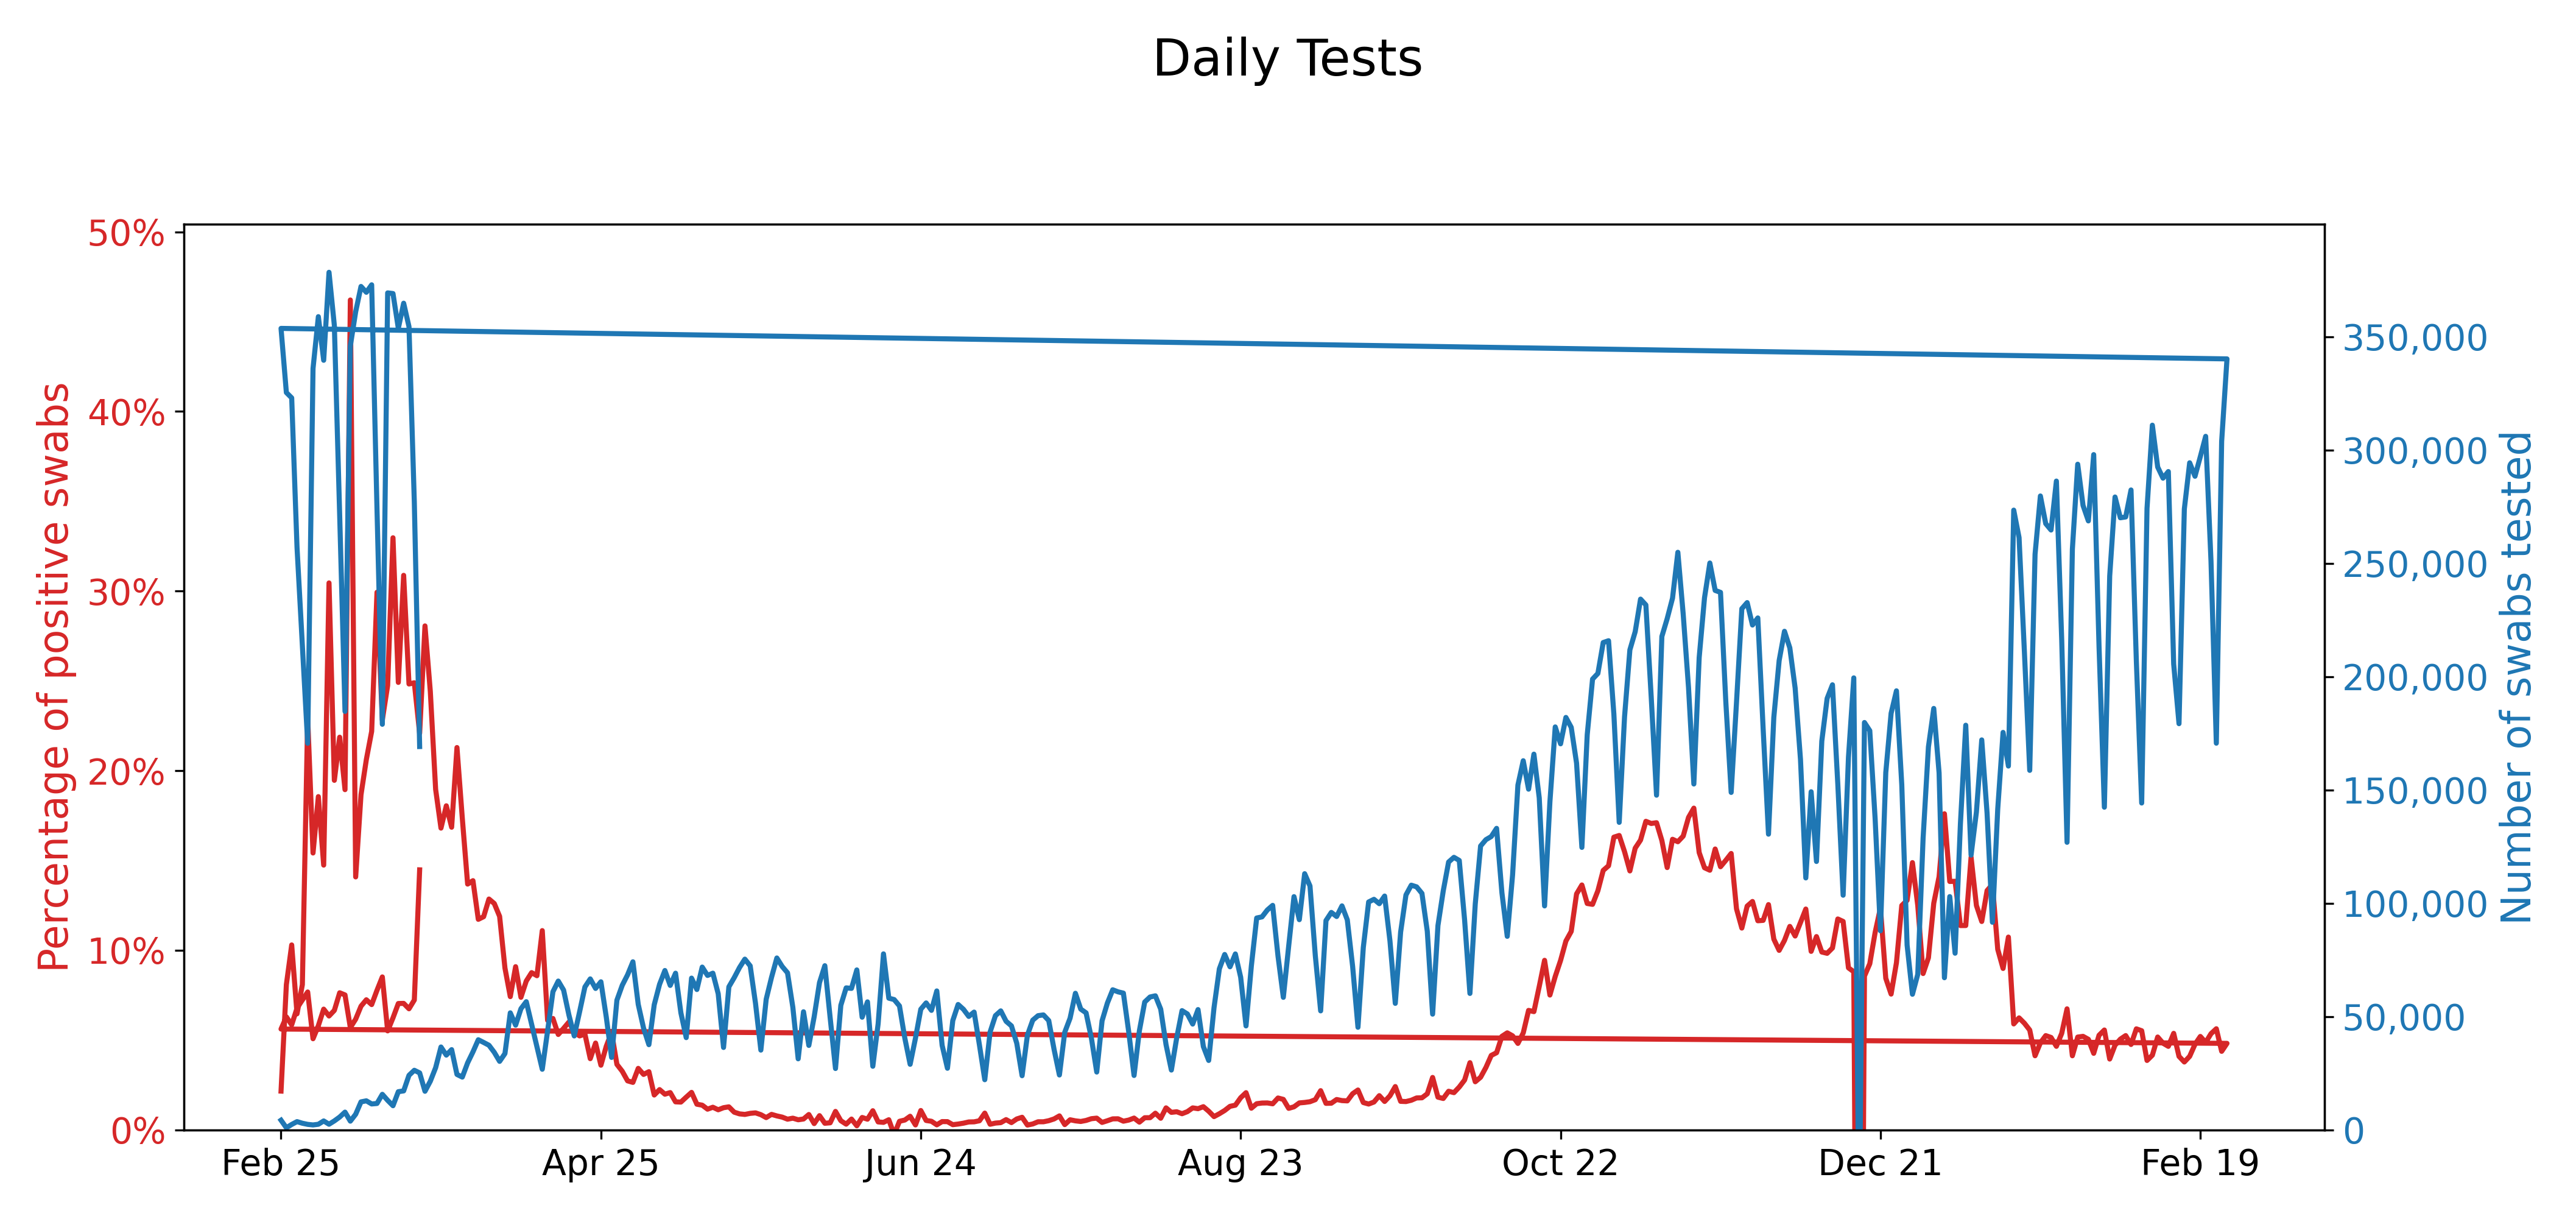 Daily Tests
Percentage of positive swabs
50%
40%
30%
20%
10%
0%
350,000
300,000
250,000
200,000
150,000
100,000
50,000
0
Number of swabs tested
Feb 25
Apr 25
Jun 24
Aug 23
Oct 22
Dec 21
Feb 19